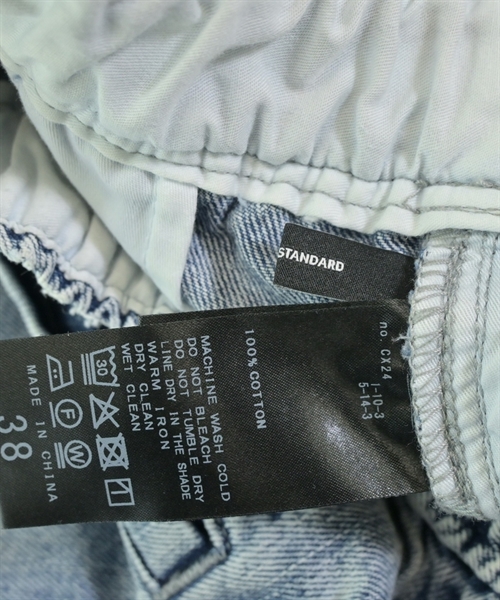 STANDARD
no. CX24
1-10-3
5-14-3
100% COTTON
MACHINE WASH COLD
DO NOT BLEACH
DO NOT TUMBLE DRY
LINE DRY IN THE SHADE
WARM IRON
DRY CLEAN
WET CLEAN
30
F
W
MADE IN CHINA
38